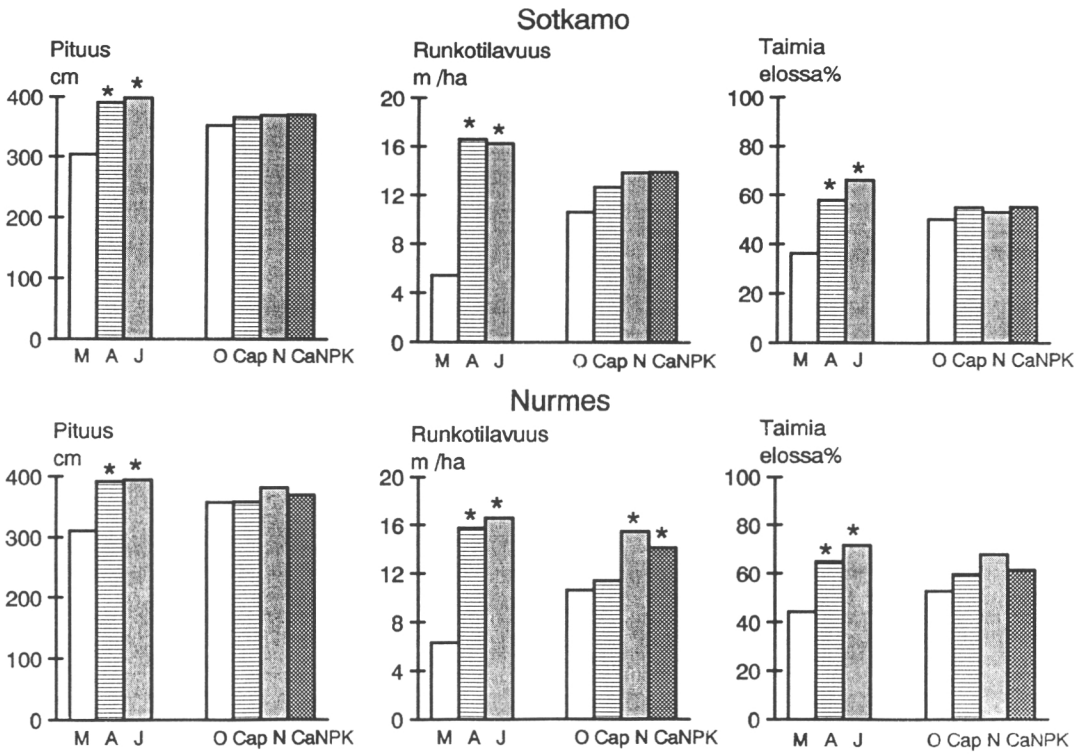 Sotkamo
Pituus
cm
400
300
200
100
0
* *
M A J
O Cap N CaNPK
Runkotilavuus
m /ha
20
16
12
8
4
0
* *
M A J
O Cap N CaNPK
Taimia
elossa%
100
80
60
40
20
0
* *
M A J
O Cap N CaNPK
Nurmes
Pituus
cm
400
300
200
100
0
* *
M A J
O Cap N CaNPK
Runkotilavuus
m /ha
20
16
12
8
4
0
* *
* *
M A J
O Cap N CaNPK
Taimia
elossa%
100
80
60
40
20
0
* *
M A J
O Cap N CaNPK